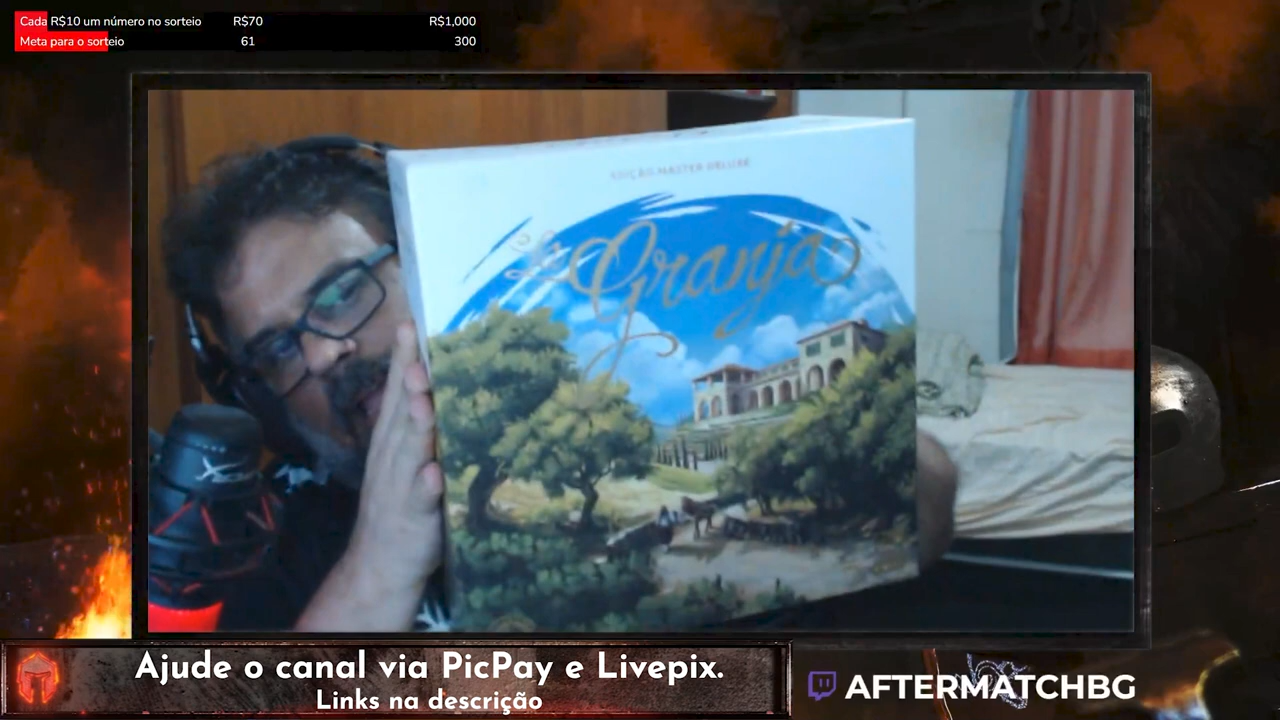 Cada R$10 um número no sorteio R$70 R$1,000
Meta para o sorteio 61 300
EDIÇÃO MASTER DELUXE
La Granja
Ajude o canal via PicPay e Livepix.
Links na descrição
AFTERMATCHBG